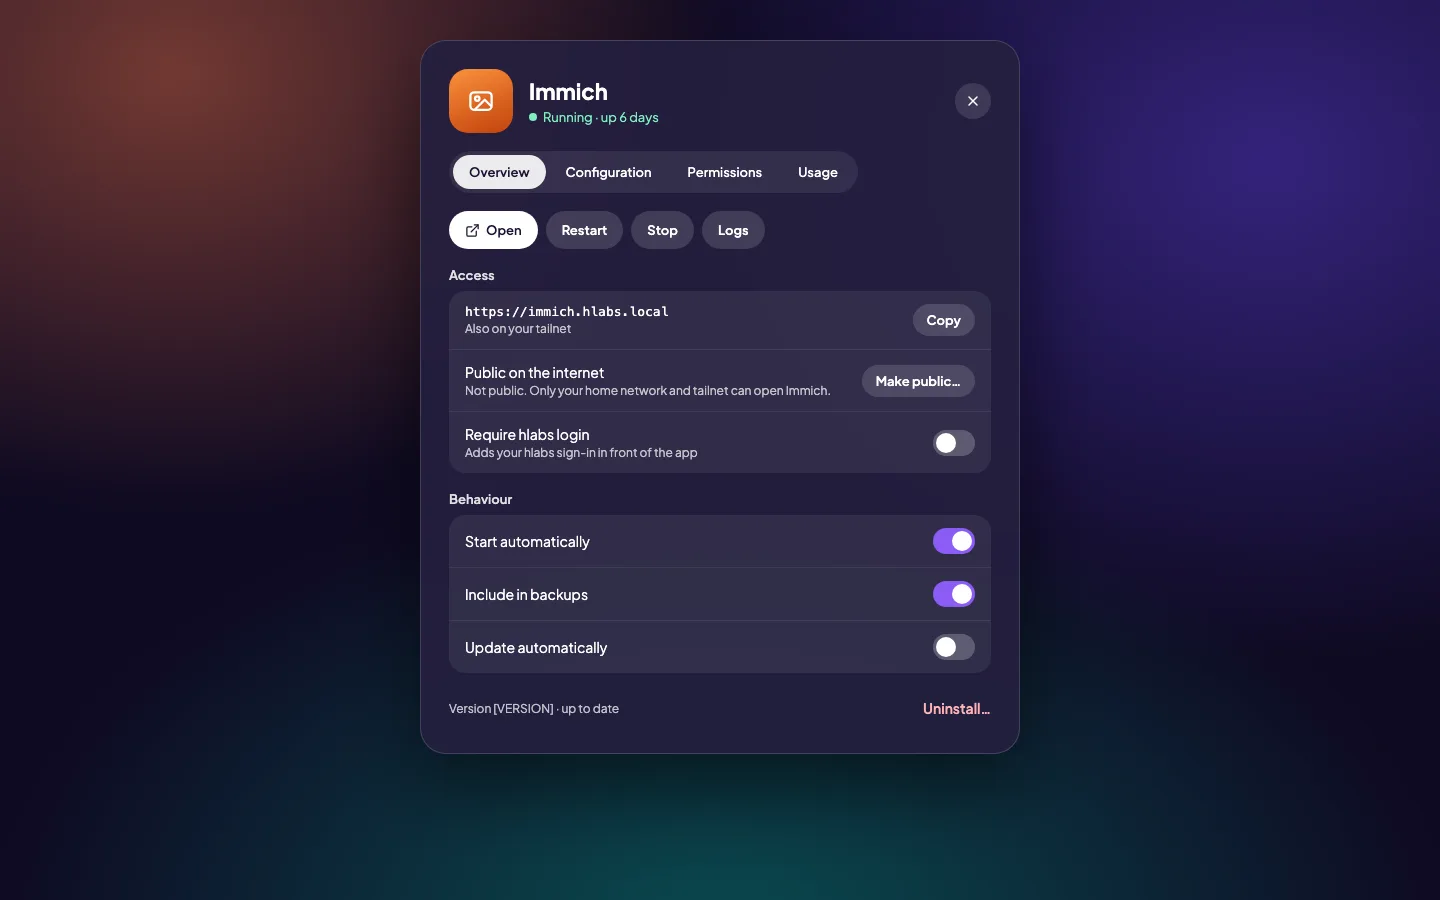 Immich
Running · up 6 days
Overview Configuration Permissions Usage
Open Restart Stop Logs
Access
https://immich.hlabs.local
Also on your tailnet
Copy
Public on the internet
Not public. Only your home network and tailnet can open Immich.
Make public…
Require hlabs login
Adds your hlabs sign-in in front of the app
Behaviour
Start automatically
Include in backups
Update automatically
Version [VERSION] · up to date
Uninstall…